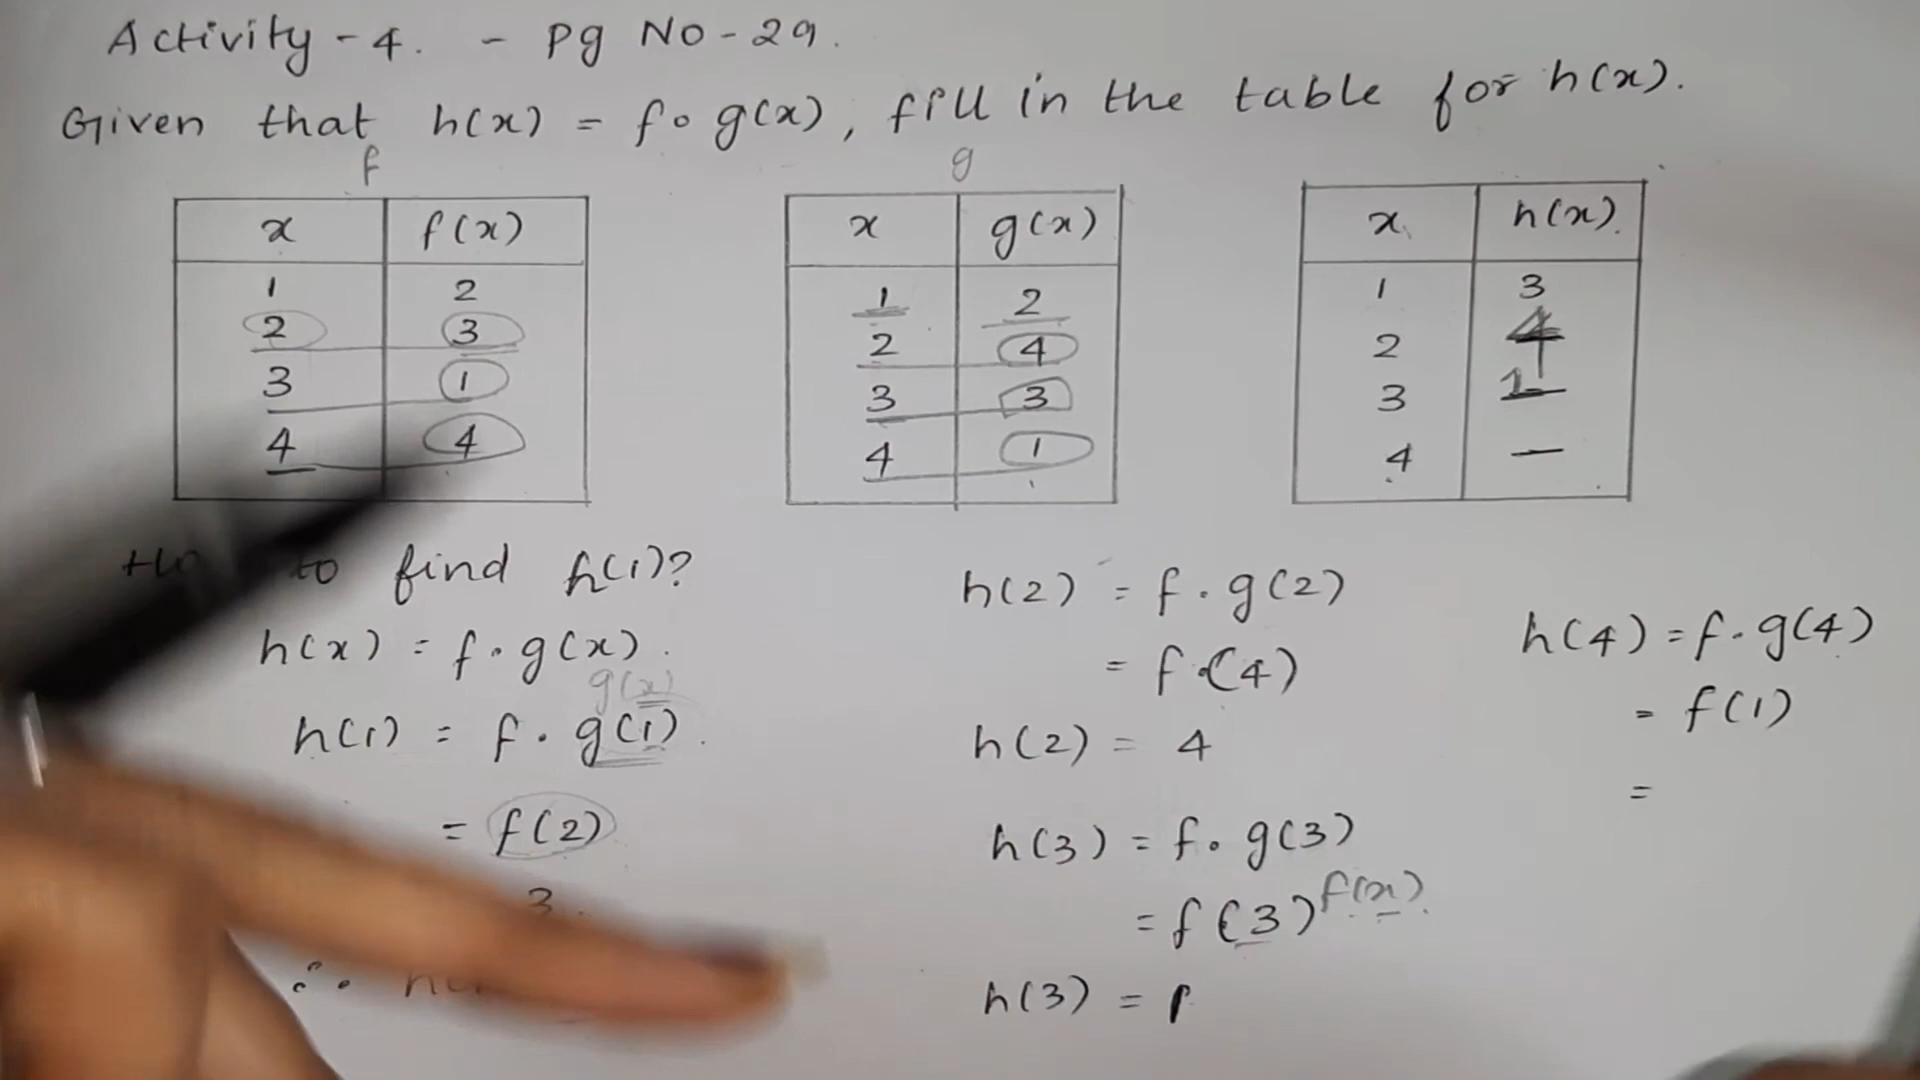 Activity - 4. - Pg No - 29.
Given that h(x) = f∘g(x), fill in the table for h(x).
f
x f(x)
1 2
2 3
3 1
4 4
g
x g(x)
1 2
2 4
3 3
4 1
x h(x)
1 3
2 4
3 1
4 —
to find h(1)?
h(x) = f∘g(x).
g(x)
h(1) = f∘g(1).
= f(2)
3.
∴
h(2) = f∘g(2)
= f(4)
h(2) = 4
h(3) = f∘g(3)
= f(3) f(x).
h(3) = 1
h(4) = f∘g(4)
= f(1)
=